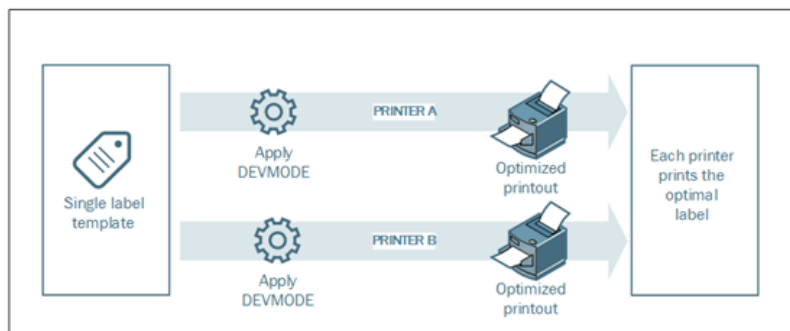 Single label
template
PRINTER A
Apply
DEVMODE
Optimized
printout
PRINTER B
Apply
DEVMODE
Optimized
printout
Each printer
prints the
optimal
label